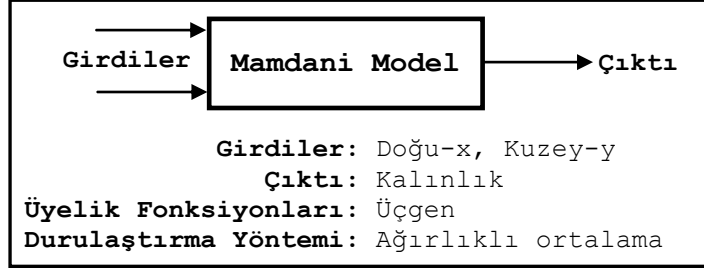 Girdiler
Mamdani Model
Çıktı
Girdiler: Doğu-x, Kuzey-y
Çıktı: Kalınlık
Üyelik Fonksiyonları: Üçgen
Durulaştırma Yöntemi: Ağırlıklı ortalama